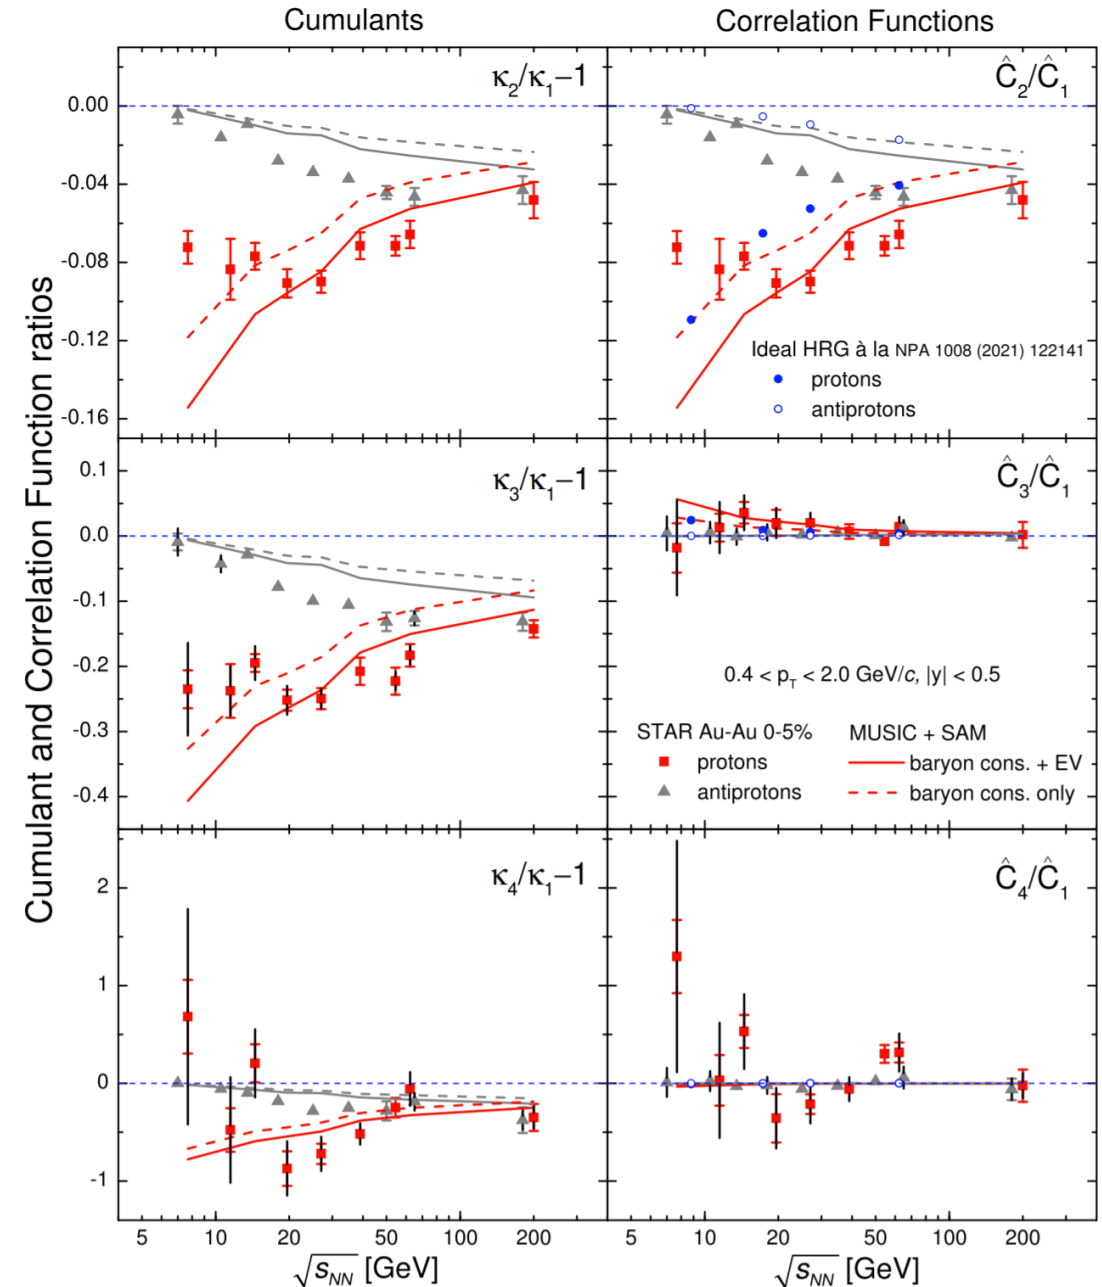 Cumulants
Correlation Functions
Cumulant and Correlation Function ratios
κ₂/κ₁−1
Ĉ₂/Ĉ₁
0.00
-0.04
-0.08
-0.12
-0.16
Ideal HRG à la NPA 1008 (2021) 122141
protons
antiprotons
κ₃/κ₁−1
Ĉ₃/Ĉ₁
0.1
0.0
-0.1
-0.2
-0.3
-0.4
0.4 < p_T < 2.0 GeV/c, |y| < 0.5
STAR Au-Au 0-5%
protons
antiprotons
MUSIC + SAM
baryon cons. + EV
baryon cons. only
κ₄/κ₁−1
Ĉ₄/Ĉ₁
2
1
0
-1
5 10 20 50 100 200
5 10 20 50 100 200
√s_NN [GeV]
√s_NN [GeV]